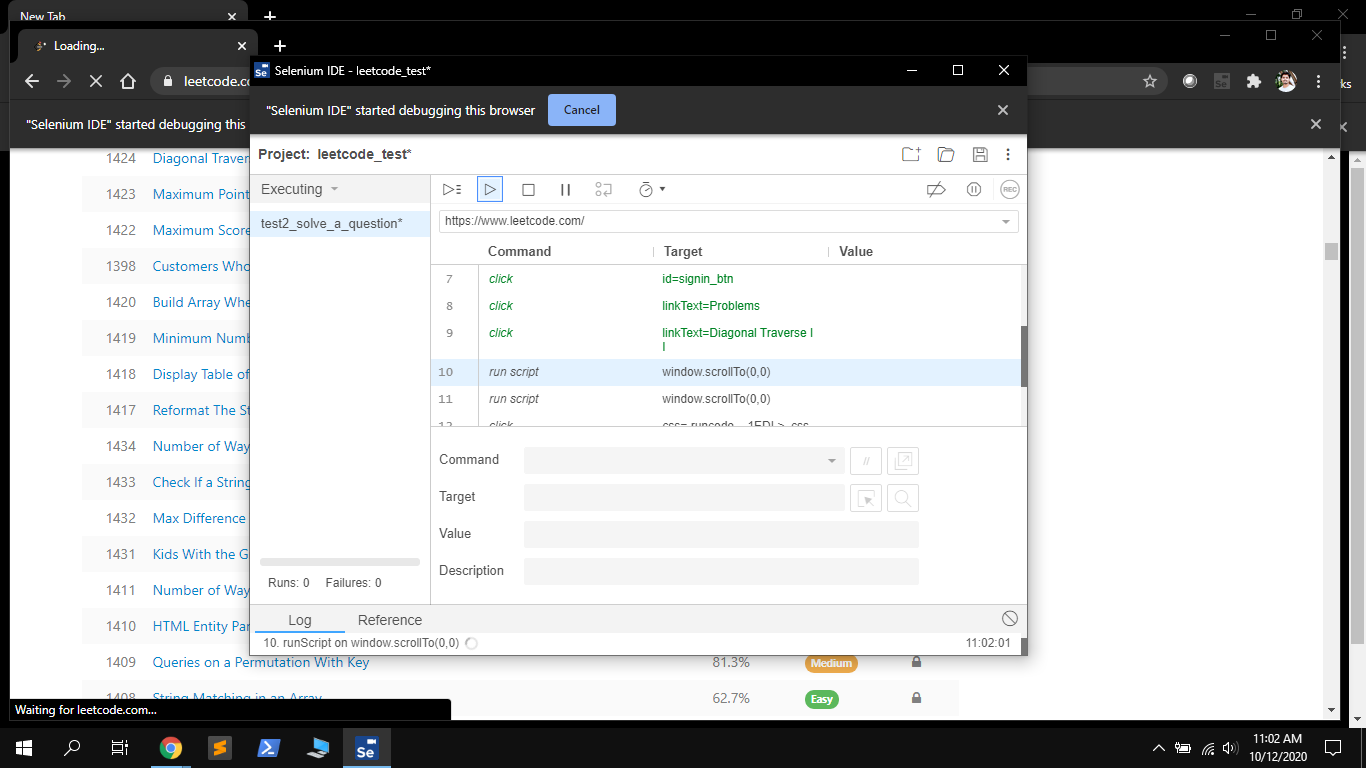 New Tab
Loading...
leetcode.co
Selenium IDE - leetcode_test*
"Selenium IDE" started debugging this browser
Cancel
"Selenium IDE" started debugging this
Project: leetcode_test*
Executing
test2_solve_a_question*
REC
https://www.leetcode.com/
Command Target Value
7 click id=signin_btn
8 click linkText=Problems
9 click linkText=Diagonal Traverse I
I
10 run script window.scrollTo(0,0)
11 run script window.scrollTo(0,0)
12 click
Command //
Target
Value
Description
Runs: 0 Failures: 0
Log Reference
10. runScript on window.scrollTo(0,0) 11:02:01
1424 Diagonal Traver
1423 Maximum Point
1422 Maximum Score
1398 Customers Who
1420 Build Array Whe
1419 Minimum Numb
1418 Display Table of
1417 Reformat The St
1434 Number of Way
1433 Check If a String
1432 Max Difference
1431 Kids With the G
1411 Number of Way
1410 HTML Entity Par
1409 Queries on a Permutation With Key 81.3% Medium
1408 String Matching in an Array 62.7% Easy
Waiting for leetcode.com...
Se
11:02 AM
10/12/2020